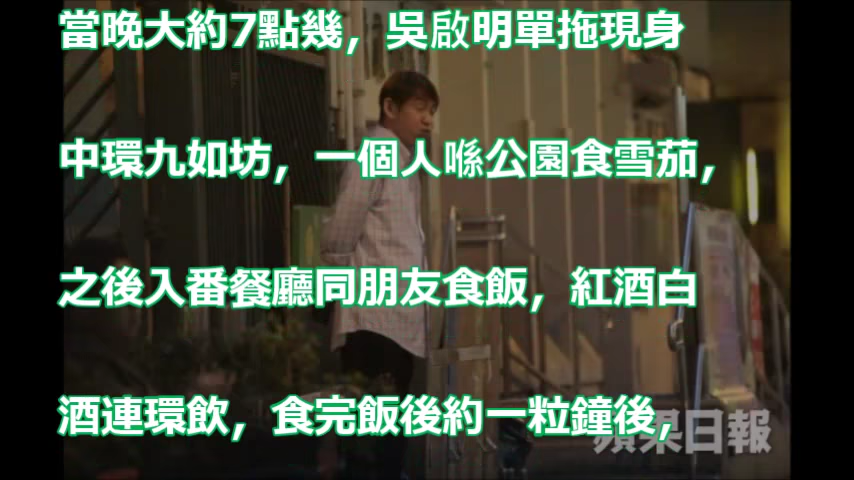 當晚大約7點幾，吳啟明單拖現身
中環九如坊，一個人喺公園食雪茄，
之後入番餐廳同朋友食飯，紅酒白
酒連環飲，食完飯後約一粒鐘後，
蘋果日報